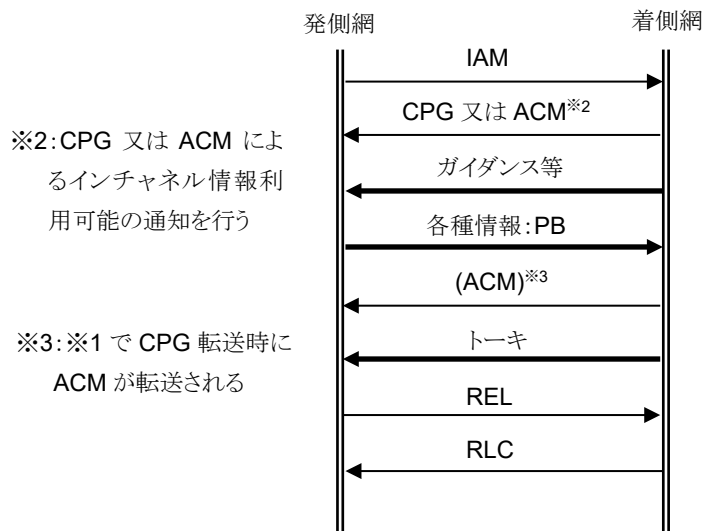 発側網
着側網
IAM
CPG 又は ACM※2
※2:CPG 又は ACM によ
るインチャネル情報利
用可能の通知を行う
ガイダンス等
各種情報:PB
(ACM)※3
※3:※1 で CPG 転送時に
ACM が転送される
トーキ
REL
RLC